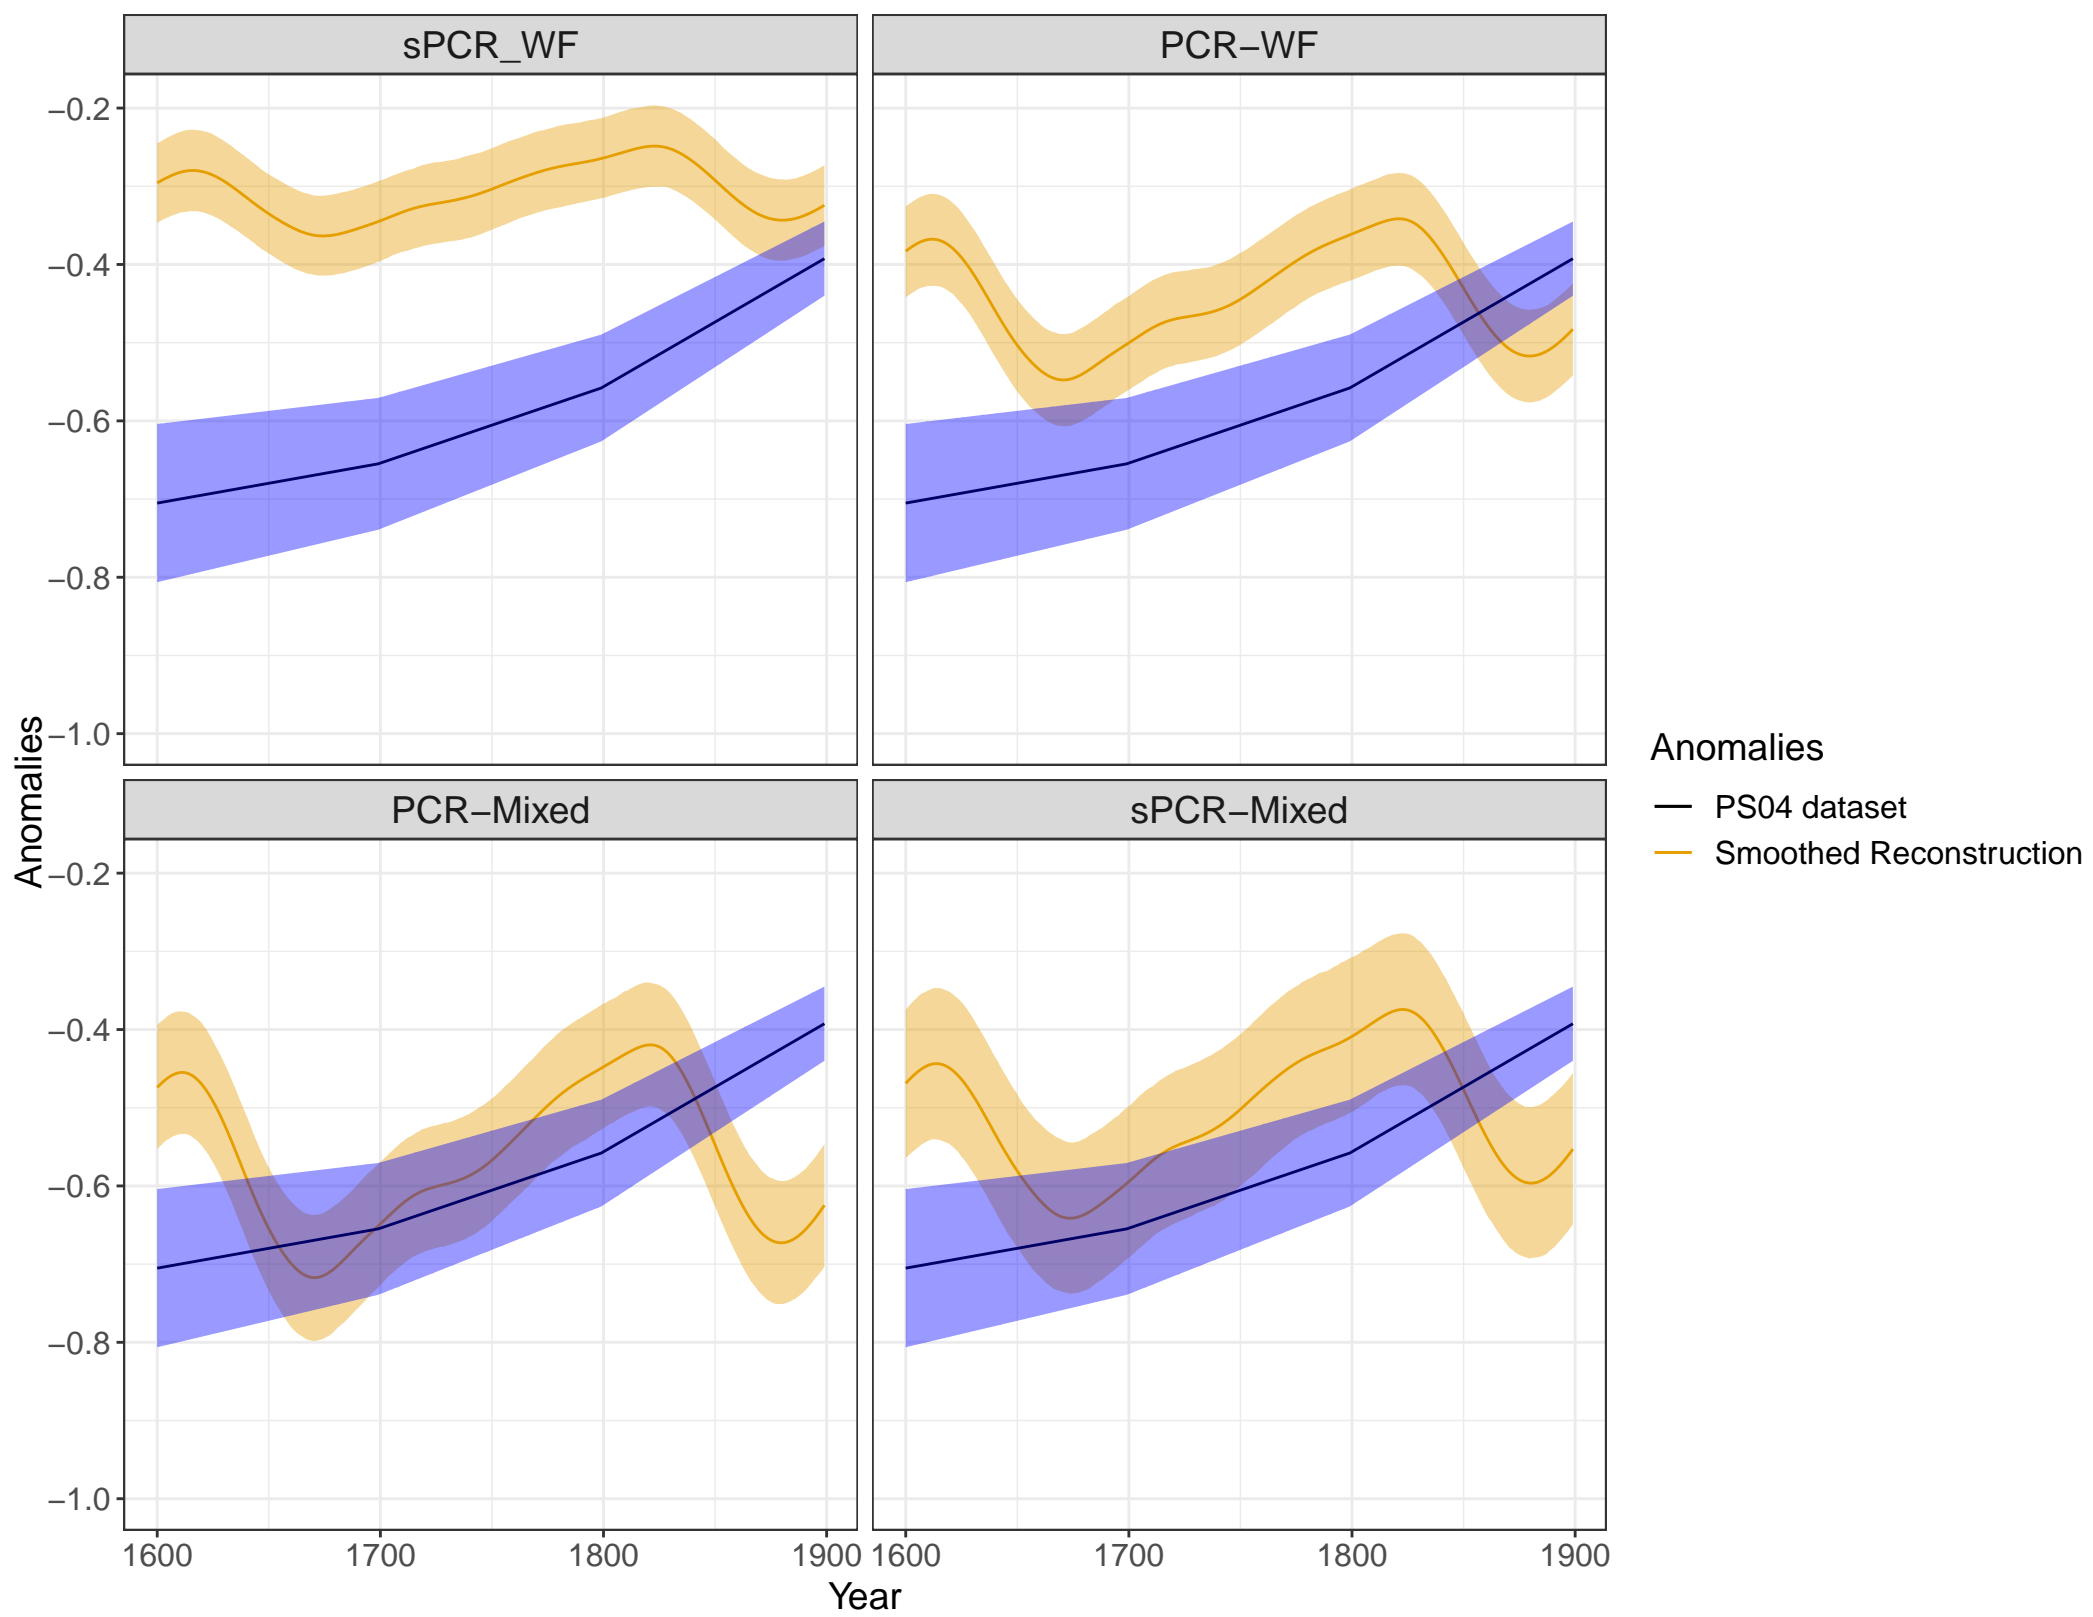 sPCR_WF
PCR−WF
−0.2
−0.4
−0.6
−0.8
−1.0
PCR−Mixed
sPCR−Mixed
−0.2
−0.4
−0.6
−0.8
−1.0
1600 1700 1800 1900 1600 1700 1800 1900
Year
Anomalies
Anomalies
PS04 dataset
Smoothed Reconstruction